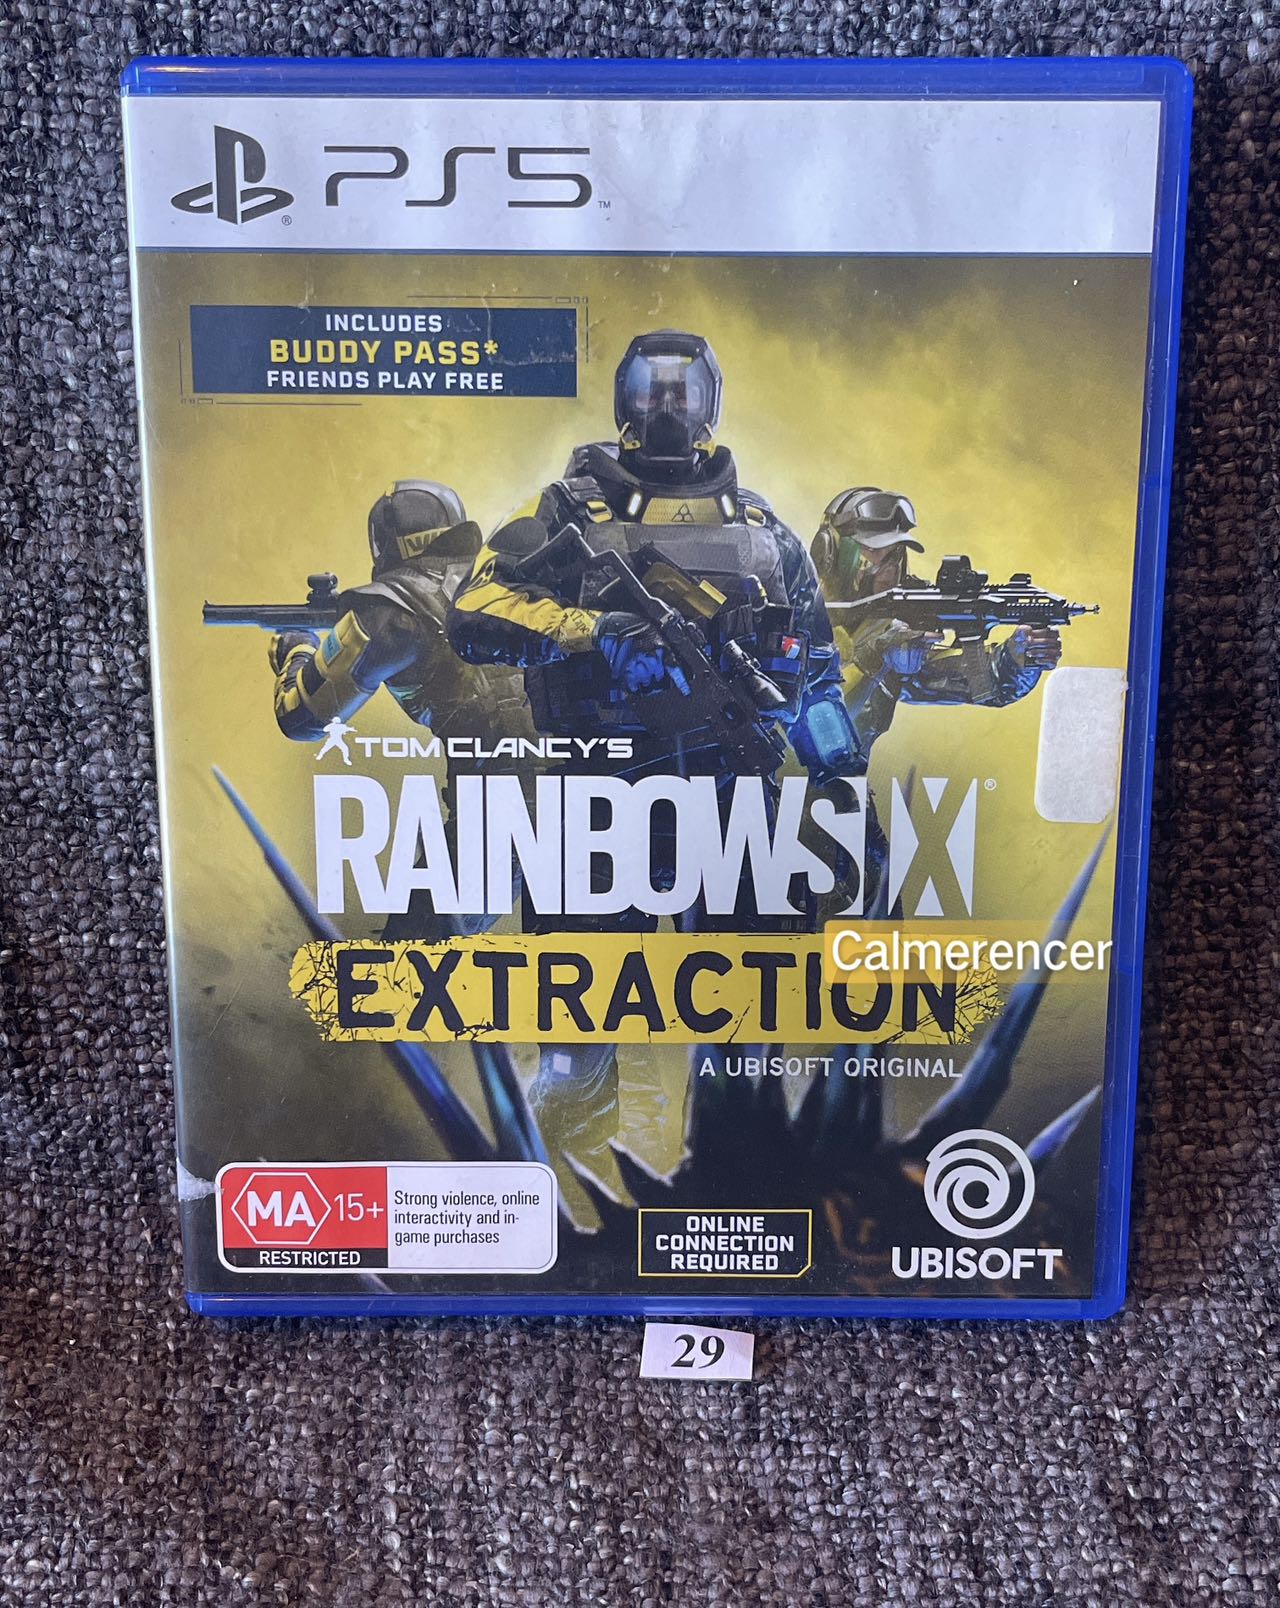 PS5™
INCLUDES
BUDDY PASS*
FRIENDS PLAY FREE
TOM CLANCY'S
RAINBOW SIX®
EXTRACTION
Calmerencer
A UBISOFT ORIGINAL
MA 15+
RESTRICTED
Strong violence, online
interactivity and in-
game purchases
ONLINE
CONNECTION
REQUIRED
UBISOFT
29